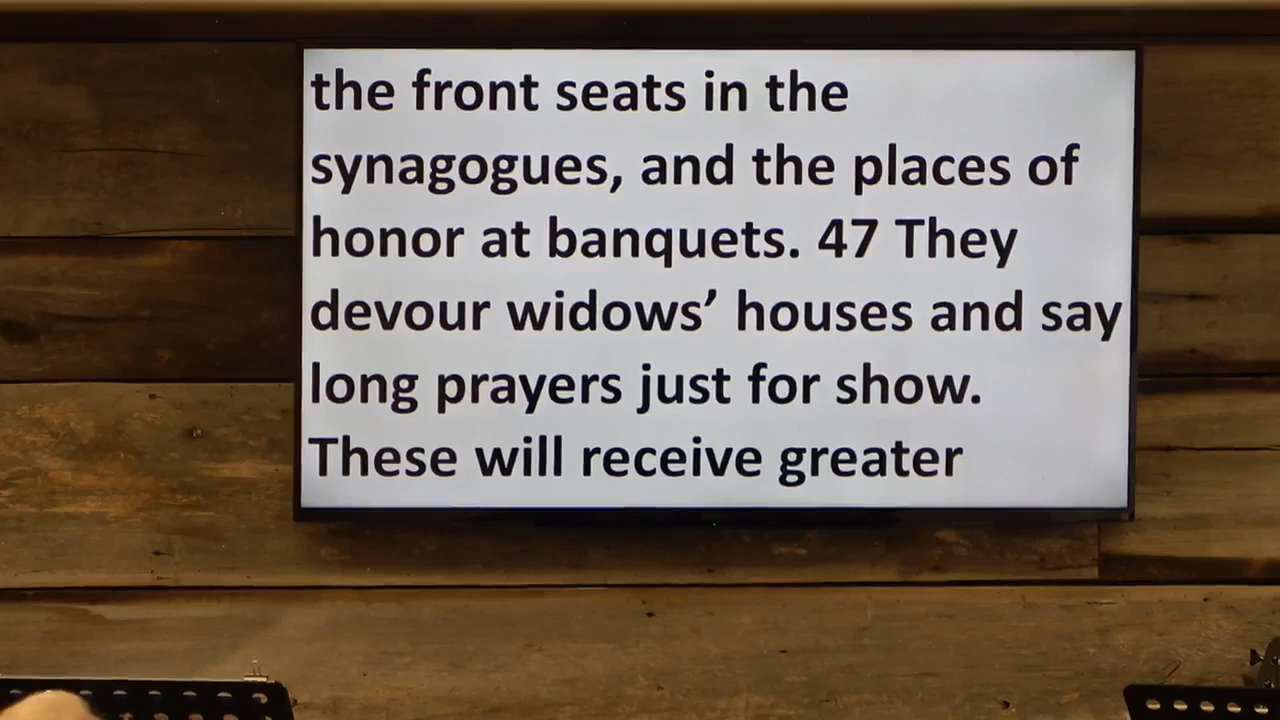 the front seats in the
synagogues, and the places of
honor at banquets. 47 They
devour widows’ houses and say
long prayers just for show.
These will receive greater